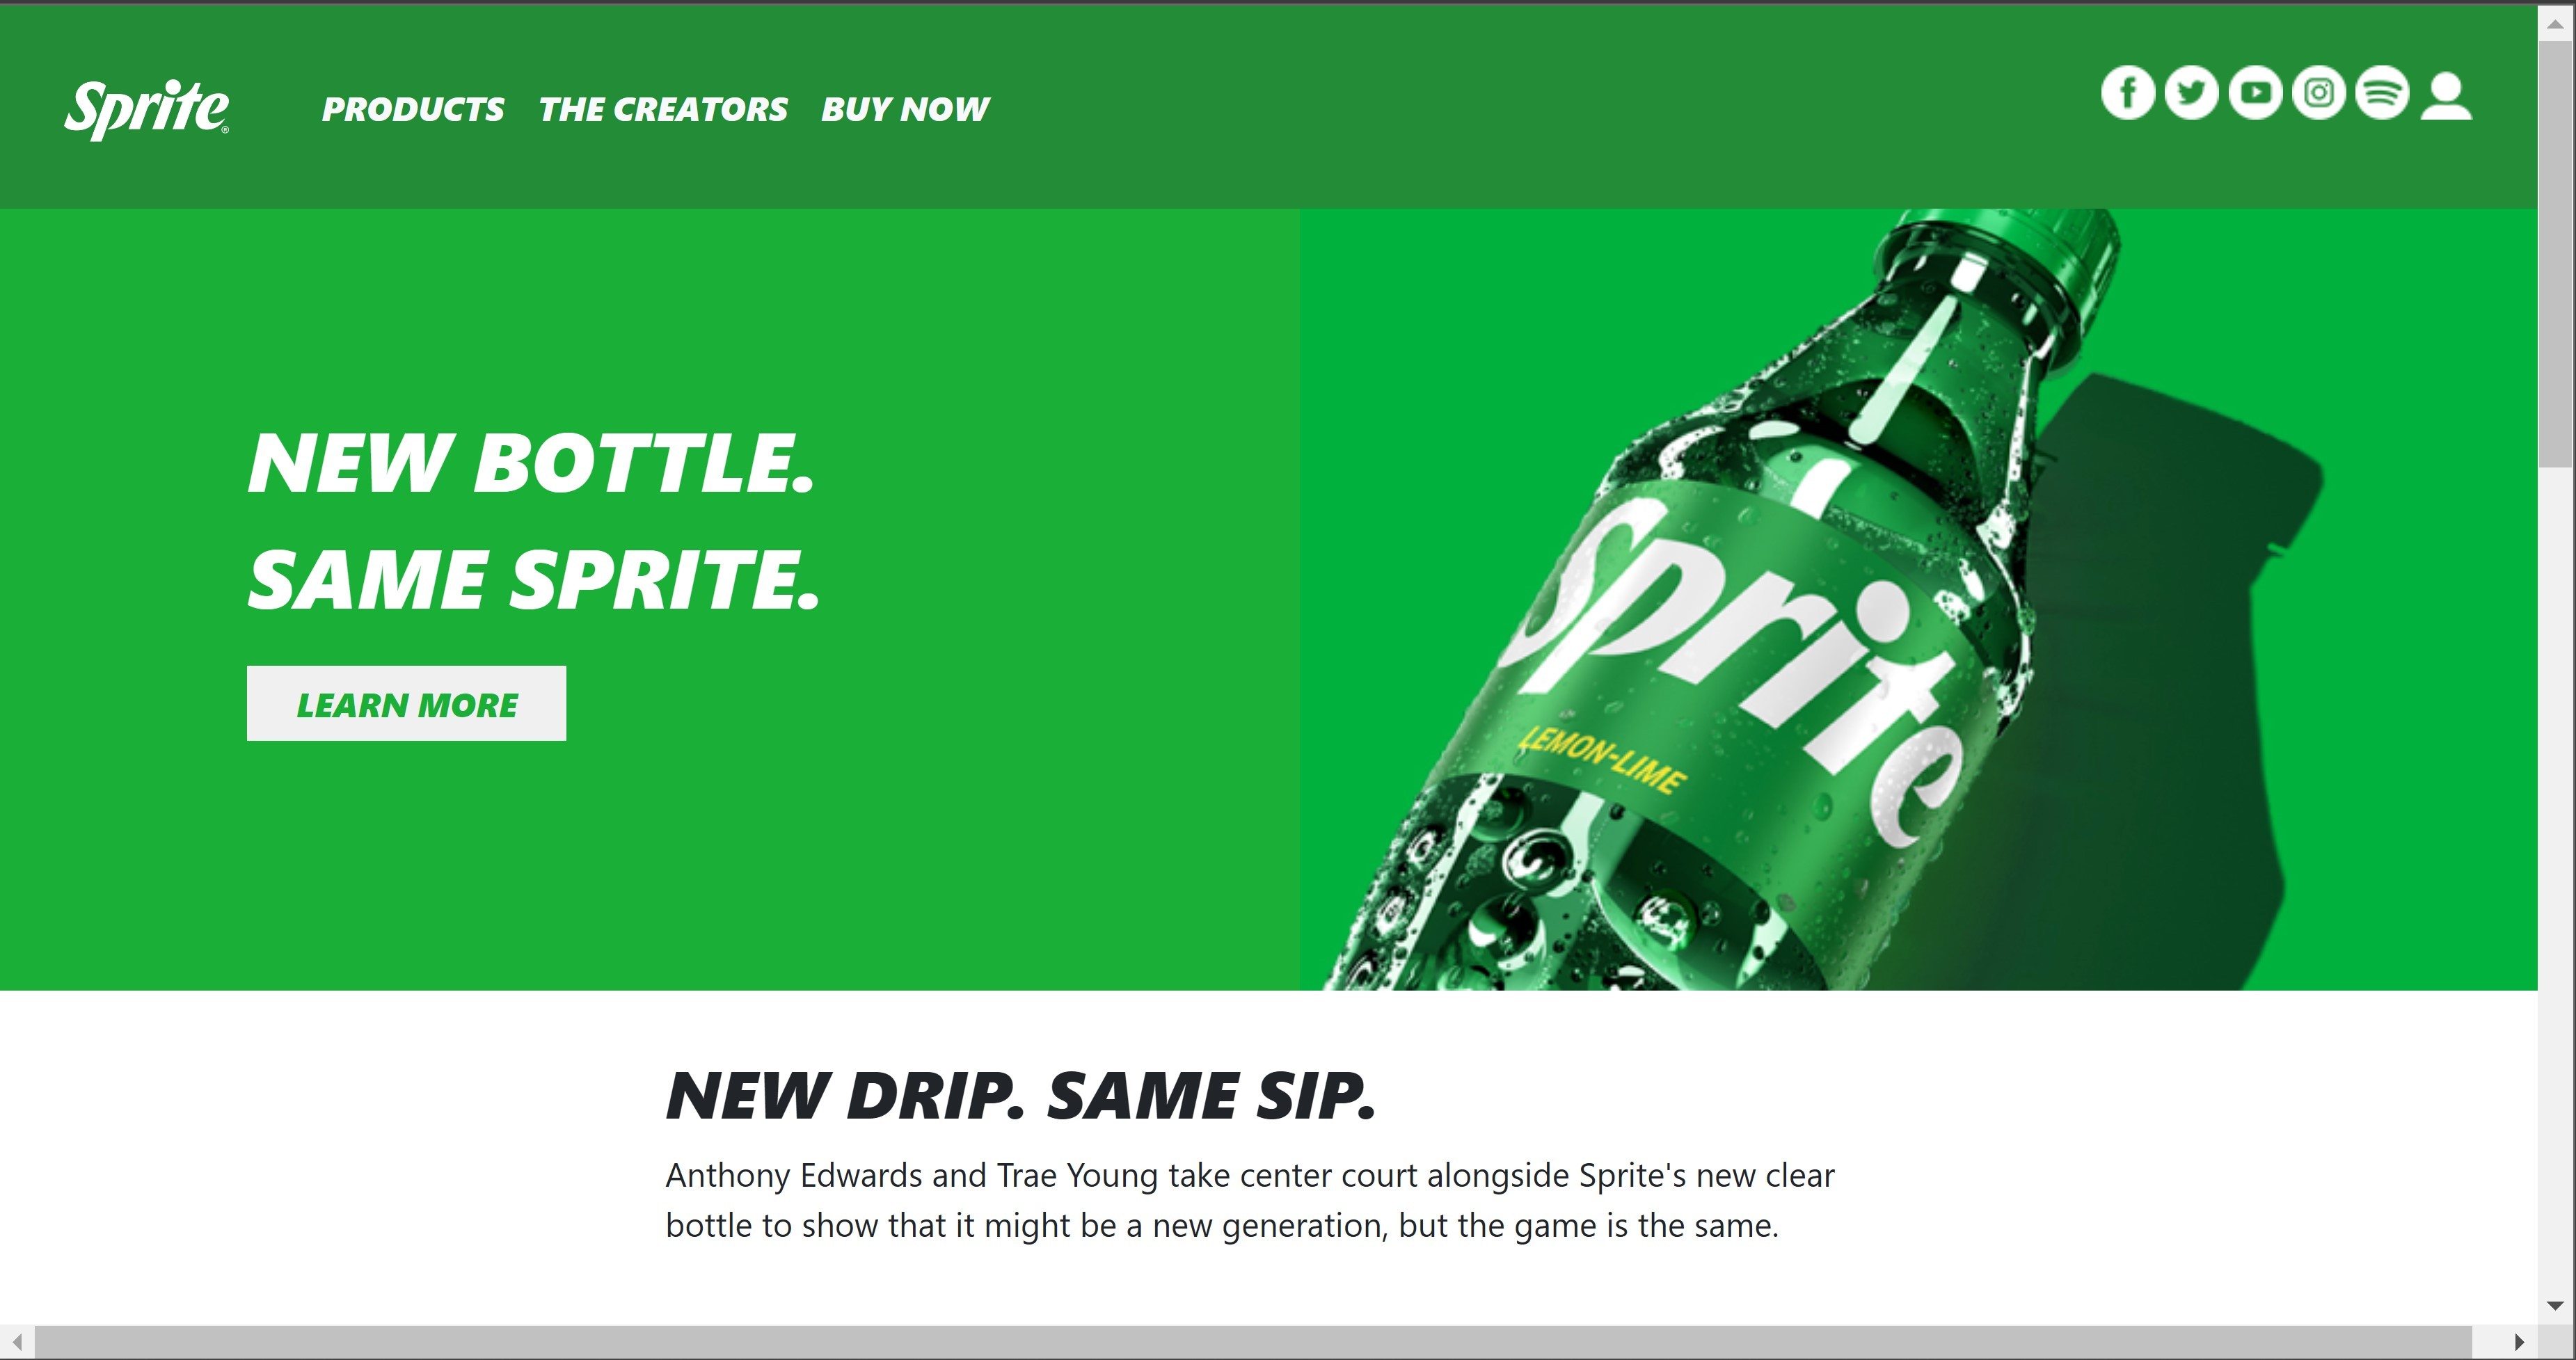 Sprite®
PRODUCTS THE CREATORS BUY NOW
NEW BOTTLE.
SAME SPRITE.
LEARN MORE
Sprite
LEMON-LIME
NEW DRIP. SAME SIP.
Anthony Edwards and Trae Young take center court alongside Sprite's new clear
bottle to show that it might be a new generation, but the game is the same.